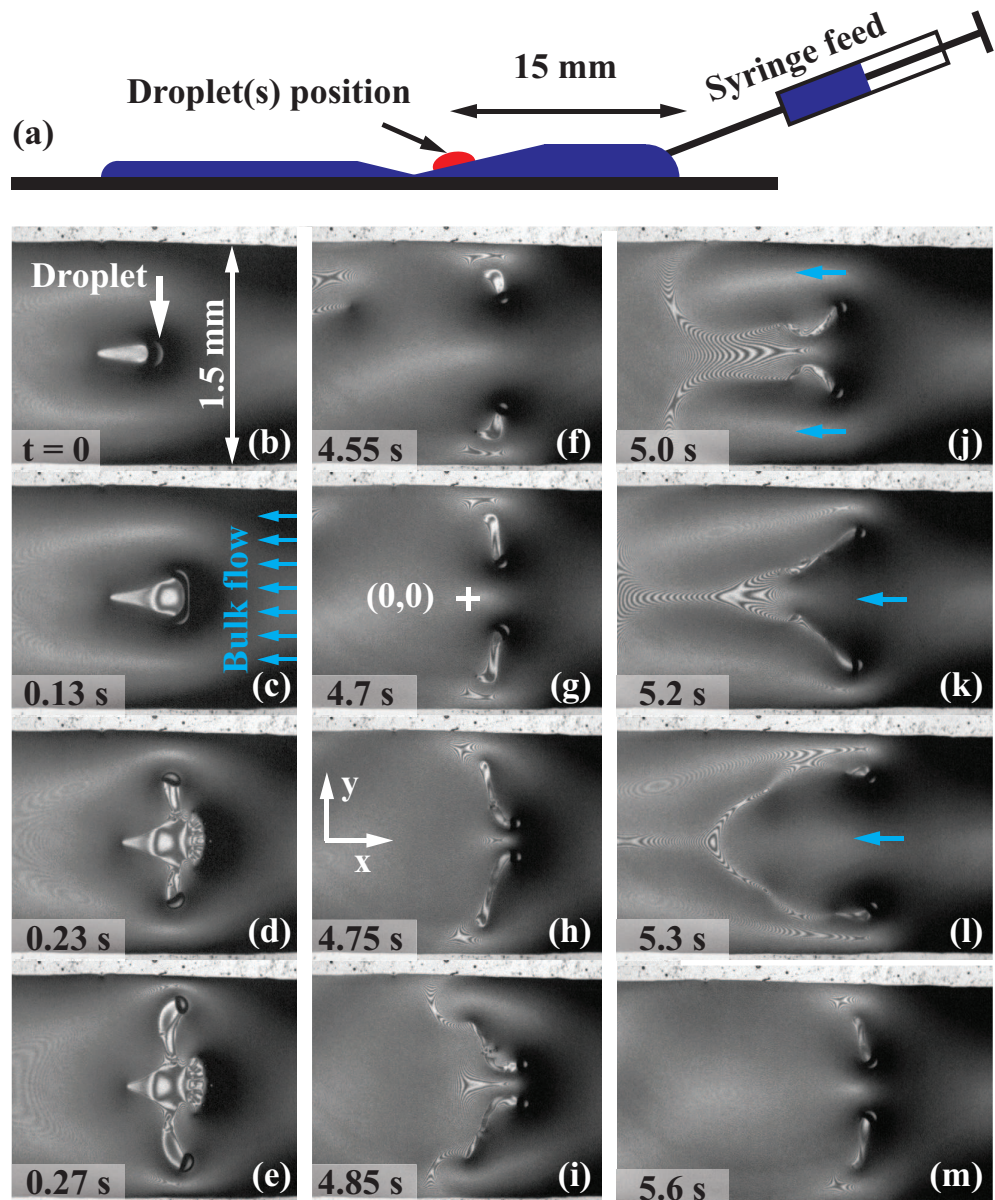 15 mm
Syringe feed
Droplet(s) position
(a)
Droplet
1.5 mm
t = 0
(b)
Bulk flow
0.13 s
(c)
0.23 s
(d)
0.27 s
(e)
4.55 s
(f)
(0,0)
4.7 s
(g)
y
x
4.75 s
(h)
4.85 s
(i)
5.0 s
(j)
5.2 s
(k)
5.3 s
(l)
5.6 s
(m)